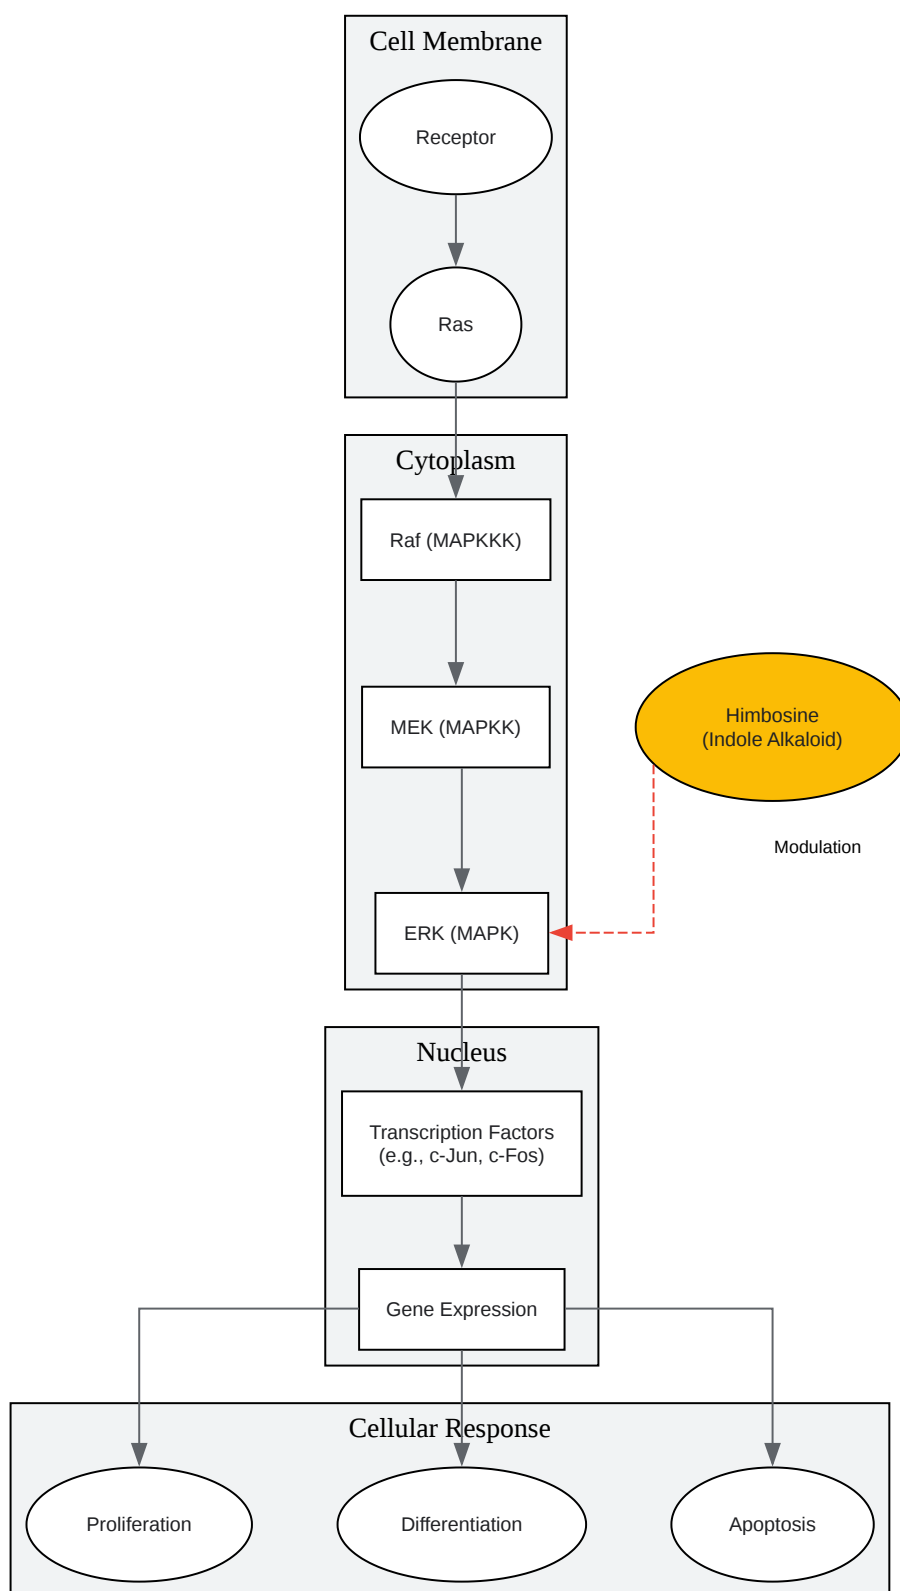 Cell Membrane
Receptor
Ras
Cytoplasm
Raf (MAPKKK)
MEK (MAPKK)
Himbosine
(Indole Alkaloid)
Modulation
ERK (MAPK)
Nucleus
Transcription Factors
(e.g., c-Jun, c-Fos)
Gene Expression
Cellular Response
Proliferation
Differentiation
Apoptosis